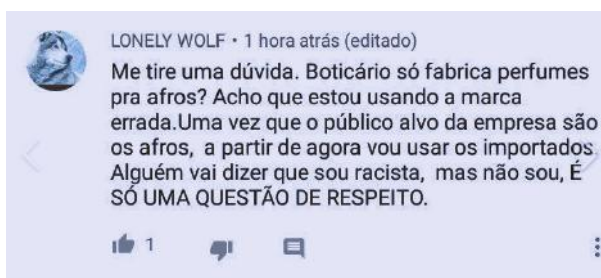 LONELY WOLF • 1 hora atrás (editado)
Me tire uma dúvida. Boticário só fabrica perfumes
pra afros? Acho que estou usando a marca
errada.Uma vez que o público alvo da empresa são
os afros, a partir de agora vou usar os importados.
Alguém vai dizer que sou racista, mas não sou, É
SÓ UMA QUESTÃO DE RESPEITO.
1